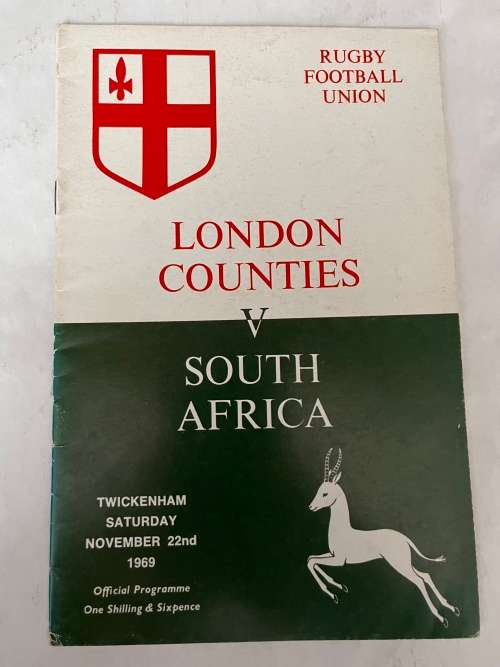 RUGBY
FOOTBALL
UNION
LONDON
COUNTIES
V
SOUTH
AFRICA
TWICKENHAM
SATURDAY
NOVEMBER 22nd
1969
Official Programme
One Shilling & Sixpence